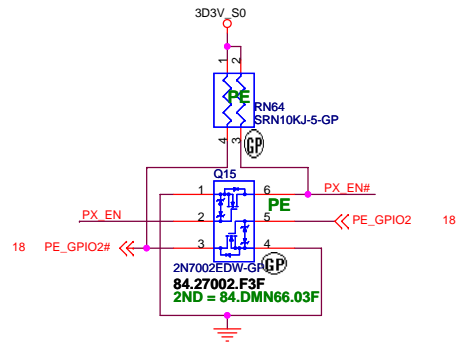 3D3V_S0
1 2
PE
RN64
SRN10KJ-5-GP
4 3
GP
Q15
1 6 PX_EN#
PE
PX_EN 2 5 PE_GPIO2 18
18 PE_GPIO2# 3 4
2N7002EDW-GP GP
84.27002.F3F
2ND = 84.DMN66.03F